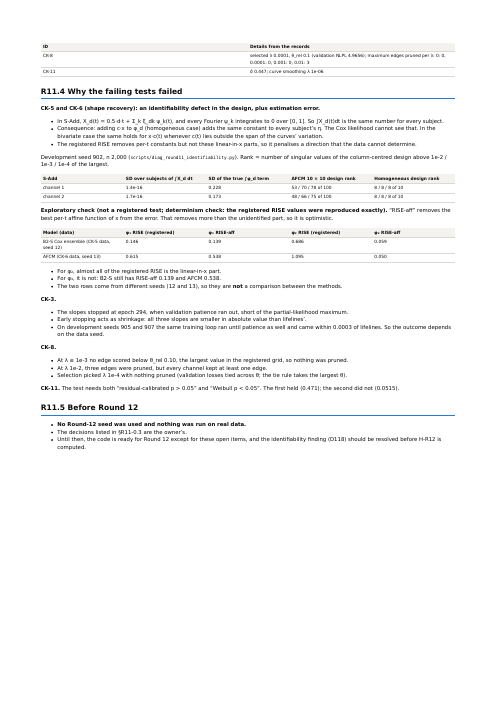 ID Details from the records
CK-8 selected λ 0.0001, θ_rel 0.1 (validation NLPL 4.9656); maximum edges pruned per λ: 0: 0,
0.0001: 0, 0.001: 0, 0.01: 3
CK-11 ρ̂ 0.447; curve smoothing λ 1e-06
R11.4 Why the failing tests failed
CK-5 and CK-6 (shape recovery): an identifiability defect in the design, plus estimation error.
• In S-Add, X_d(t) = 0.5 d·t + Σ_k ξ_dk φ_k(t), and every Fourier φ_k integrates to 0 over [0, 1]. So ∫X_d(t)dt is the same number for every subject.
• Consequence: adding c·x to ψ_d (homogeneous case) adds the same constant to every subject's η. The Cox likelihood cannot see that. In the
bivariate case the same holds for x·c(t) whenever c(t) lies outside the span of the curves' variation.
• The registered RISE removes per-t constants but not these linear-in-x parts, so it penalises a direction that the data cannot determine.
Development seed 902, n 2,000 (scripts/diag_round11_identifiability.py). Rank = number of singular values of the column-centred design above 1e-2 /
1e-3 / 1e-4 of the largest.
S-Add SD over subjects of ∫X_d dt SD of the true ∫ψ_d term AFCM 10 × 10 design rank Homogeneous design rank
channel 1 1.4e-16 0.228 53 / 70 / 78 of 100 8 / 8 / 8 of 10
channel 2 1.7e-16 0.173 48 / 66 / 75 of 100 8 / 8 / 8 of 10
Exploratory check (not a registered test; determinism check: the registered RISE values were reproduced exactly). "RISE-aff" removes the
best per-t affine function of x from the error. That removes more than the unidentified part, so it is optimistic.
Model (data) ψ₁ RISE (registered) ψ₁ RISE-aff ψ₂ RISE (registered) ψ₂ RISE-aff
B2-S Cox ensemble (CK-5 data, 0.146 0.139 0.686 0.059
seed 12)
AFCM (CK-6 data, seed 13) 0.615 0.538 1.095 0.050
• For ψ₂, almost all of the registered RISE is the linear-in-x part.
• For ψ₁, it is not: B2-S still has RISE-aff 0.139 and AFCM 0.538.
• The two rows come from different seeds (12 and 13), so they are not a comparison between the methods.
CK-3.
• The slopes stopped at epoch 294, when validation patience ran out, short of the partial-likelihood maximum.
• Early stopping acts as shrinkage: all three slopes are smaller in absolute value than lifelines'.
• On development seeds 905 and 907 the same training loop ran until patience as well and came within 0.0003 of lifelines. So the outcome depends
on the data seed.
CK-8.
• At λ ≤ 1e-3 no edge scored below θ_rel 0.10, the largest value in the registered grid, so nothing was pruned.
• At λ 1e-2, three edges were pruned, but every channel kept at least one edge.
• Selection picked λ 1e-4 with nothing pruned (validation losses tied across θ; the tie rule takes the largest θ).
CK-11. The test needs both "residual-calibrated p > 0.05" and "Weibull p < 0.05". The first held (0.471); the second did not (0.0515).
R11.5 Before Round 12
• No Round-12 seed was used and nothing was run on real data.
• The decisions listed in §R11-0.3 are the owner's.
• Until then, the code is ready for Round 12 except for these open items, and the identifiability finding (D118) should be resolved before H-R12 is
computed.